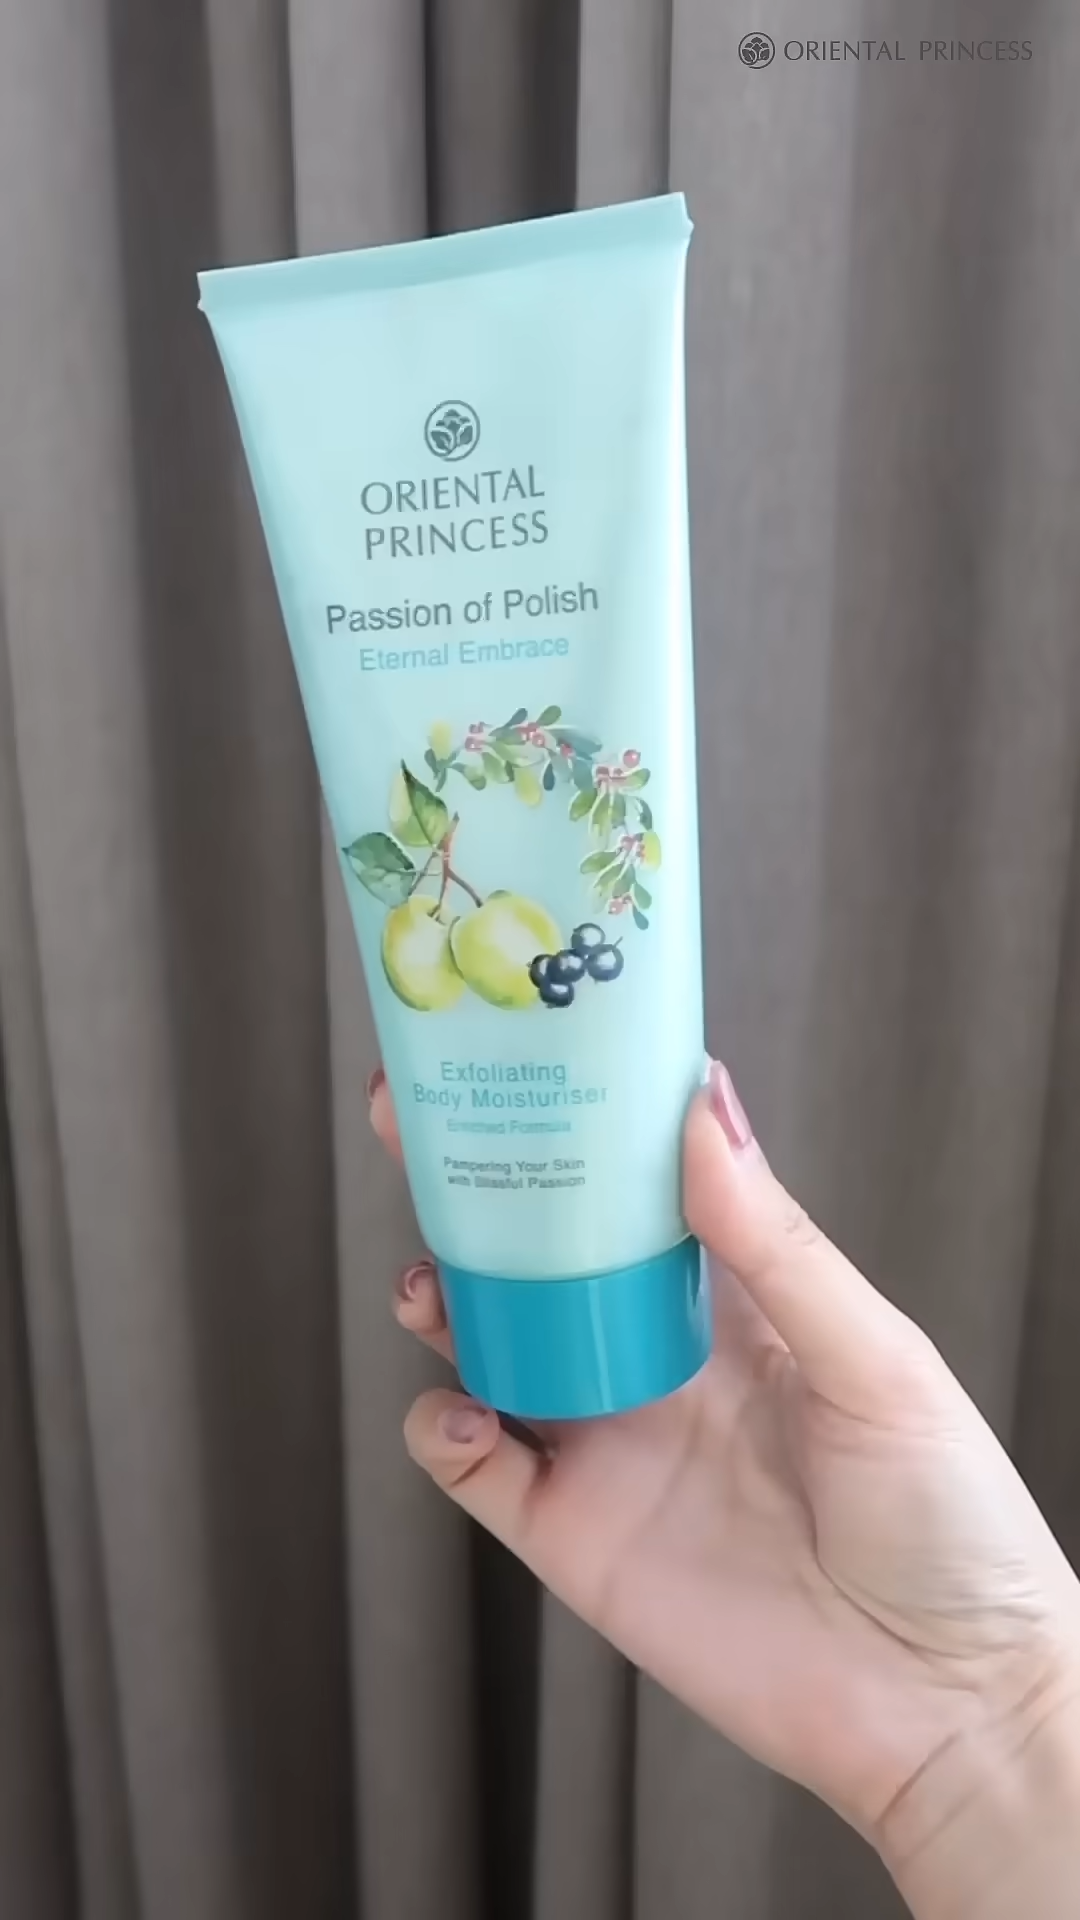 ORIENTAL PRINCESS
ORIENTAL
PRINCESS
Passion of Polish
Eternal Embrace
Exfoliating
Body Moisturiser
Enriched Formula
Pampering Your Skin
with Blissful Passion